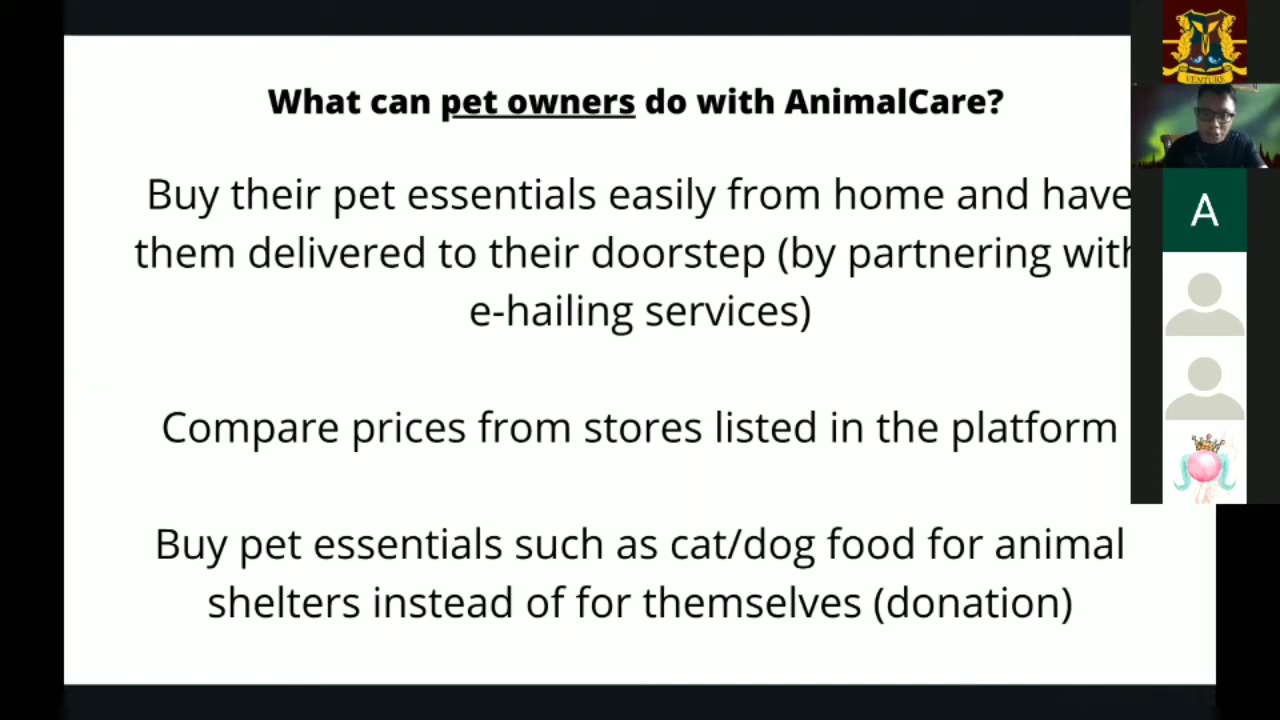 What can pet owners do with AnimalCare?
Buy their pet essentials easily from home and have
them delivered to their doorstep (by partnering with
e-hailing services)
Compare prices from stores listed in the platform
Buy pet essentials such as cat/dog food for animal
shelters instead of for themselves (donation)
VENTURE
A